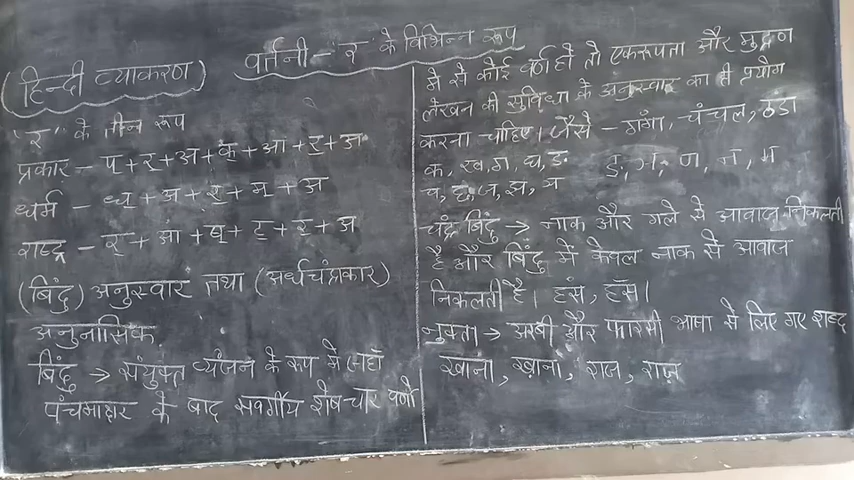 (हिन्दी व्याकरण)
वर्तनी - 'र' के विभिन्न रूप
"र" के तीन रूप
प्रकार – प्+र्+अ+क्+आ+र्+अ
धर्म – ध्+अ+र्+म्+अ
राष्ट्र – र्+आ+ष्+ट्+र्+अ
(बिंदु) अनुस्वार तथा (अर्धचंद्राकार)
अनुनासिक
बिंदु → संयुक्त व्यंजन के रूप में जहाँ
पंचमाक्षर के बाद सवर्गीय शेष चार वर्णों
में से कोई वर्ण हो तो एकरूपता और मुद्रण
लेखन की सुविधा के अनुस्वार का ही प्रयोग
करना चाहिए। जैसे – गंगा, चंचल, ठंडा
क, ख, ग, घ, ङ ङ, ञ, ण, न, म
च, छ, ज, झ, ञ
चंद्र बिंदु → नाक और गले से आवाज निकलती
है और बिंदु में केवल नाक से आवाज
निकलती है। हंस, हँस।
नुक्ता → अरबी और फारसी भाषा से लिए गए शब्द
खाना, ख़ाना, राज, राज़